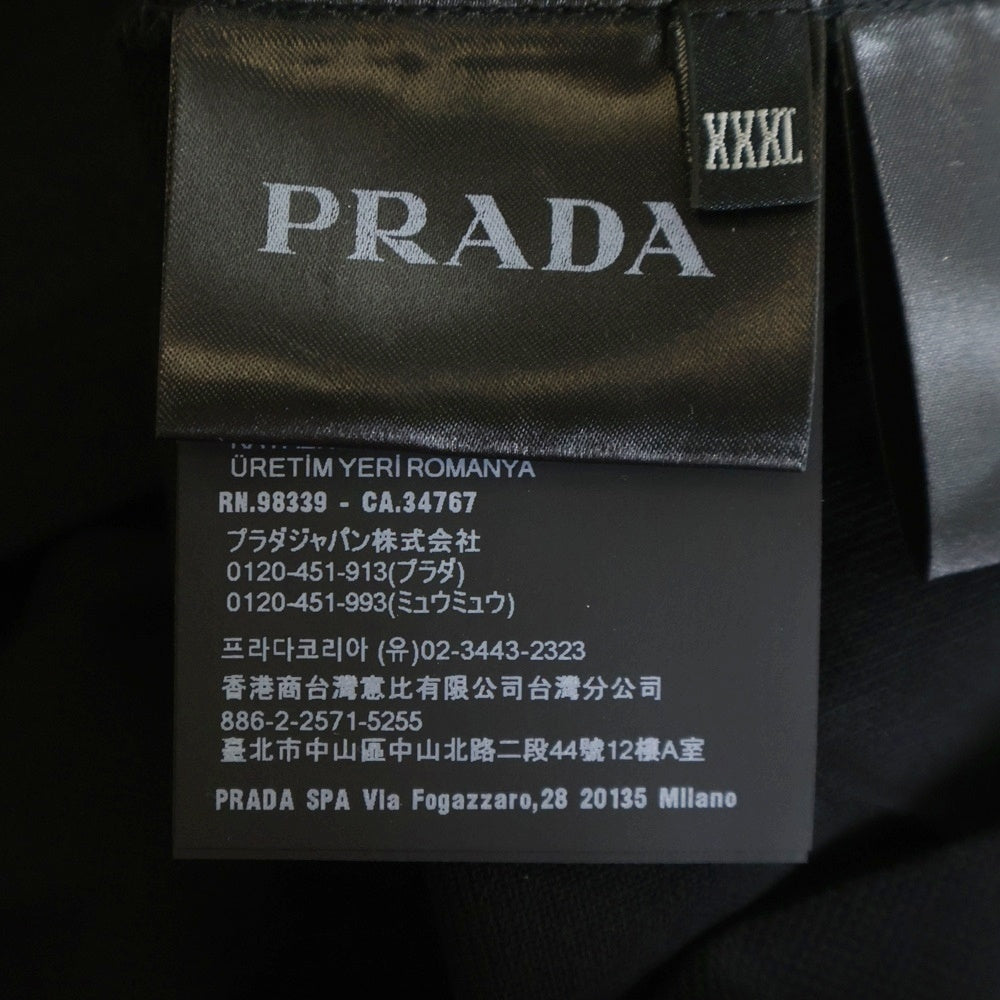 XXXL
PRADA
ÜRETİM YERİ ROMANYA
RN.98339 - CA.34767
プラダジャパン株式会社
0120-451-913(プラダ)
0120-451-993(ミュウミュウ)
프라다코리아 (유)02-3443-2323
香港商台灣意比有限公司台灣分公司
886-2-2571-5255
臺北市中山區中山北路二段44號12樓A室
PRADA SPA Via Fogazzaro,28 20135 Milano